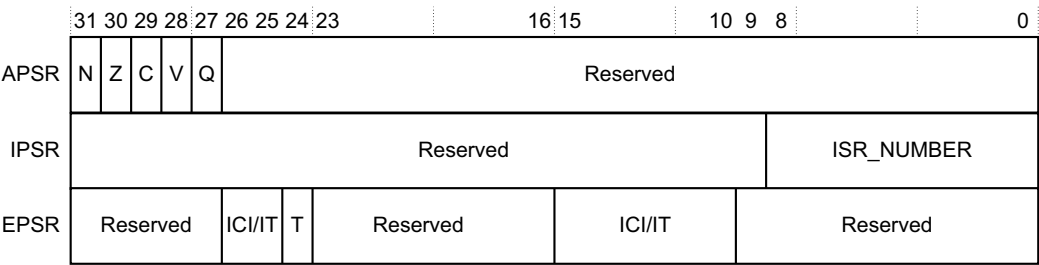 31 30 29 28 27 26 25 24 23 16 15 10 9 8 0
APSR N Z C V Q Reserved
IPSR Reserved ISR_NUMBER
EPSR Reserved ICI/IT T Reserved ICI/IT Reserved